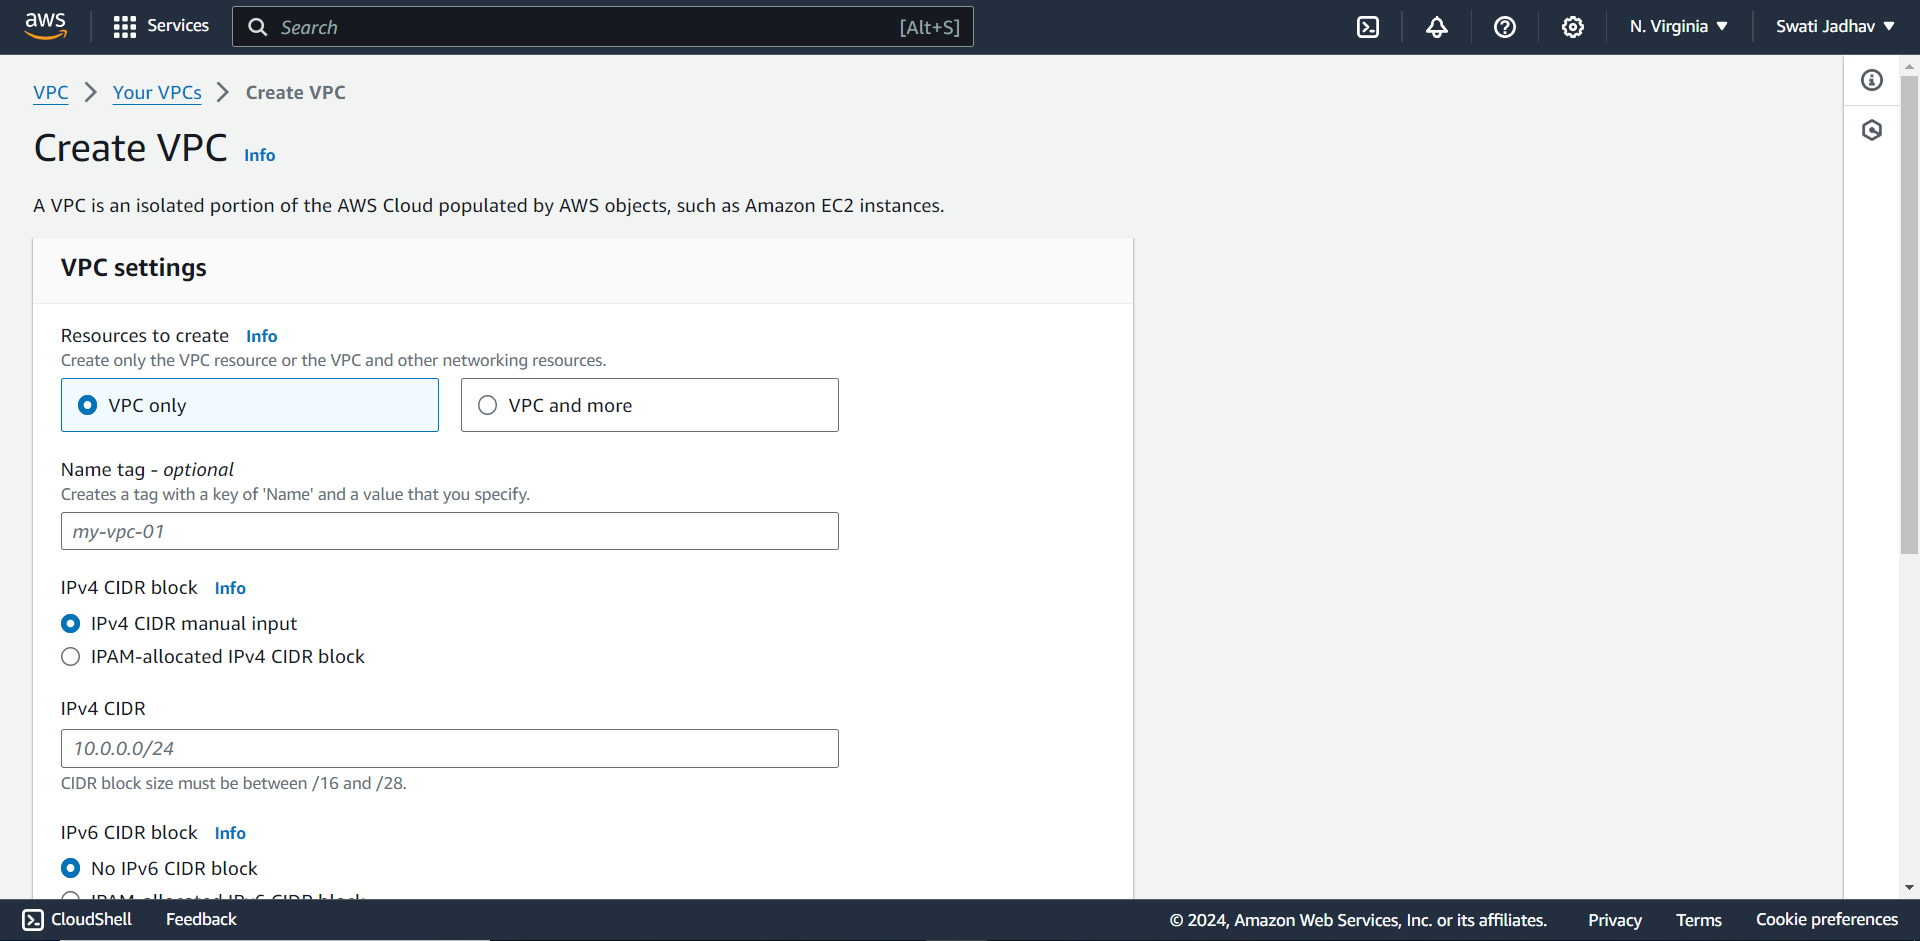 aws
Services
Search
[Alt+S]
N. Virginia
Swati Jadhav
VPC
Your VPCs
Create VPC
Create VPC Info
A VPC is an isolated portion of the AWS Cloud populated by AWS objects, such as Amazon EC2 instances.
VPC settings
Resources to create Info
Create only the VPC resource or the VPC and other networking resources.
VPC only
VPC and more
Name tag - optional
Creates a tag with a key of 'Name' and a value that you specify.
my-vpc-01
IPv4 CIDR block Info
IPv4 CIDR manual input
IPAM-allocated IPv4 CIDR block
IPv4 CIDR
10.0.0.0/24
CIDR block size must be between /16 and /28.
IPv6 CIDR block Info
No IPv6 CIDR block
IPAM-allocated IPv6 CIDR block
CloudShell
Feedback
© 2024, Amazon Web Services, Inc. or its affiliates.
Privacy
Terms
Cookie preferences